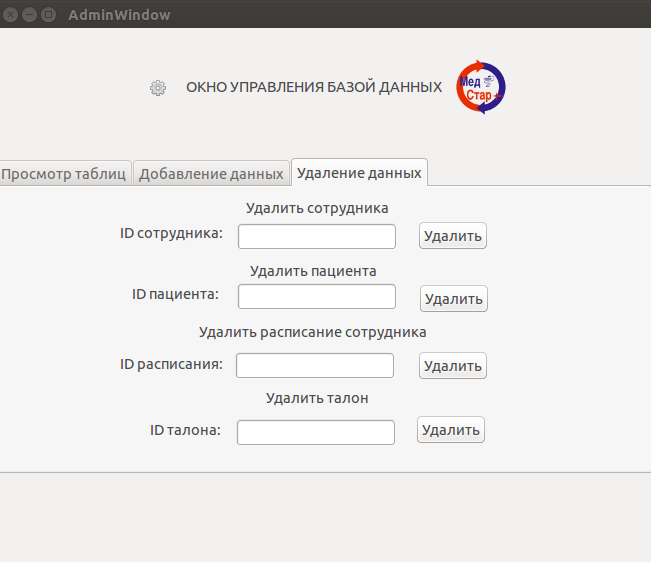 AdminWindow
ОКНО УПРАВЛЕНИЯ БАЗОЙ ДАННЫХ
Мед
Стар
Просмотр таблиц
Добавление данных
Удаление данных
Удалить сотрудника
ID сотрудника:
Удалить
Удалить пациента
ID пациента:
Удалить
Удалить расписание сотрудника
ID расписания:
Удалить
Удалить талон
ID талона:
Удалить